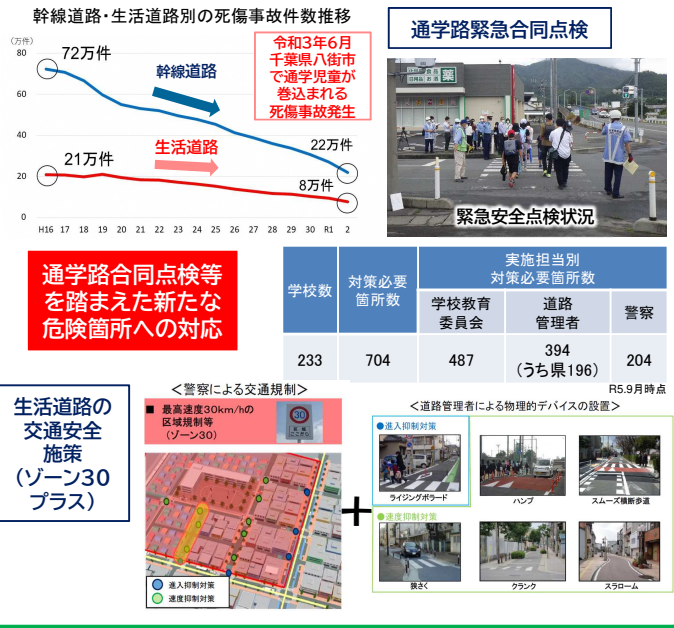 幹線道路・生活道路別の死傷事故件数推移
(万件)
80
60
40
20
0
72万件
幹線道路
21万件
生活道路
22万件
8万件
H16 17 18 19 20 21 22 23 24 25 26 27 28 29 30 R1 2
令和3年6月
千葉県八街市
で通学児童が
巻込まれる
死傷事故発生
通学路緊急合同点検
薬
緊急安全点検状況
通学路合同点検等
を踏まえた新たな
危険箇所への対応
学校数
対策必要
箇所数
実施担当別
対策必要箇所数
学校教育
委員会
道路
管理者
警察
233
704
487
394
(うち県196)
204
R5.9月時点
生活道路の
交通安全
施策
(ゾーン30
プラス)
<警察による交通規制>
■ 最高速度30km/hの
区域規制等
(ゾーン30)
30
区域
ここから
● 進入抑制対策
● 速度抑制対策
+
<道路管理者による物理的デバイスの設置>
●進入抑制対策
ライジングボラード
ハンプ
スムーズ横断歩道
●速度抑制対策
狭さく
クランク
スラローム